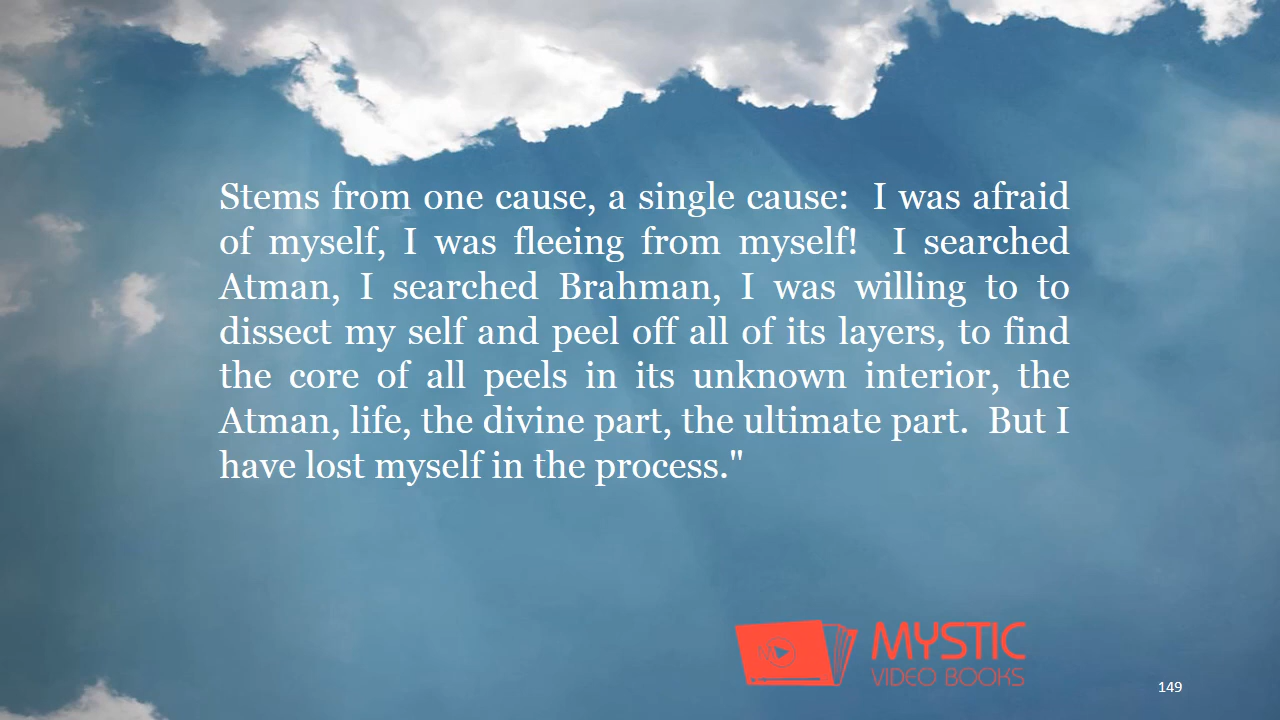 Stems from one cause, a single cause:  I was afraid
of myself, I was fleeing from myself!  I searched
Atman, I searched Brahman, I was willing to to
dissect my self and peel off all of its layers, to find
the core of all peels in its unknown interior, the
Atman, life, the divine part, the ultimate part.  But I
have lost myself in the process."
MYSTIC
VIDEO BOOKS
149